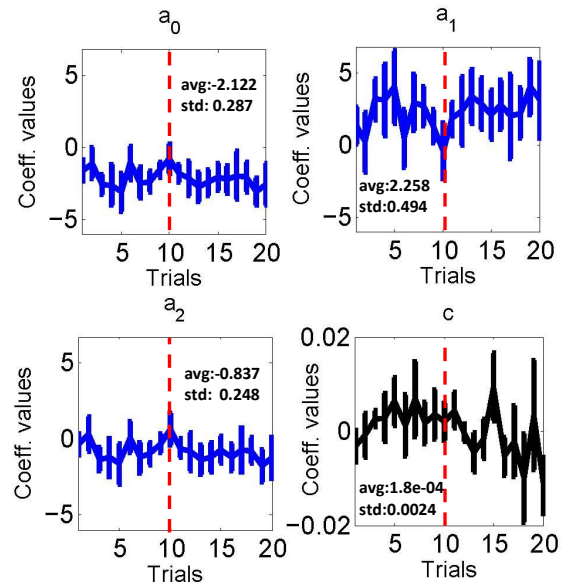 a0
5
0
−5
avg:-2.122
std: 0.287
Coeff. values
5 10 15 20
Trials
a1
5
0
−5
avg:2.258
std:0.494
Coeff. values
5 10 15 20
Trials
a2
5
0
−5
avg:-0.837
std: 0.248
Coeff. values
5 10 15 20
Trials
c
0.02
0
−0.02
avg:1.8e-04
std:0.0024
Coeff. values
5 10 15 20
Trials